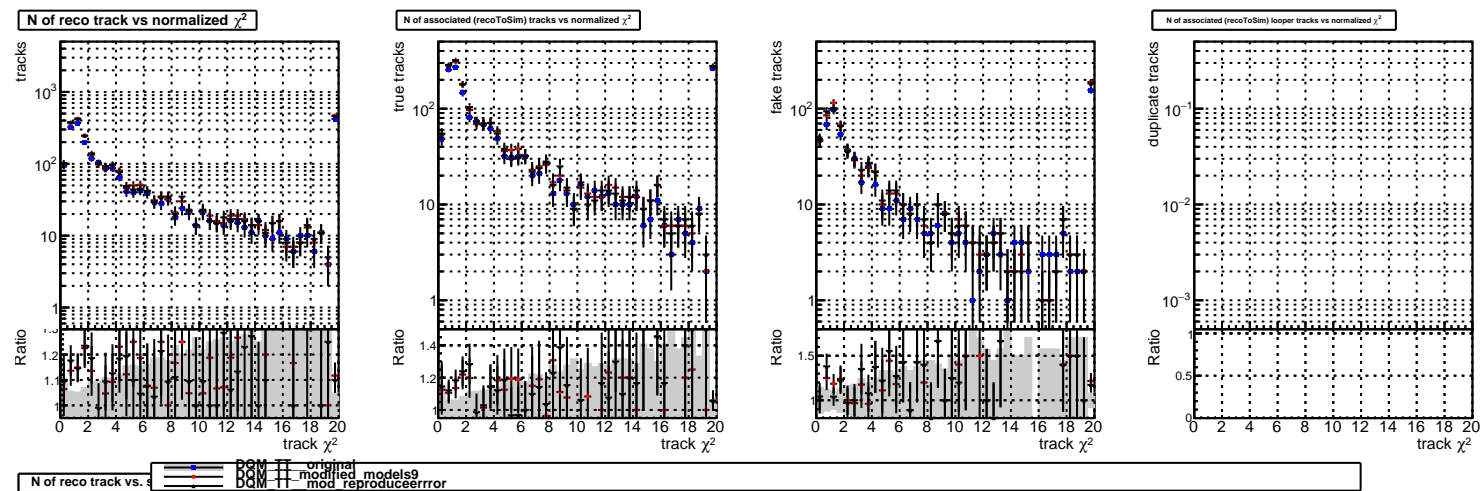 N of reco track vs normalized χ²
N of associated (recoToSim) tracks vs normalized χ²
N of associated (recoToSim) looper tracks vs normalized χ²
tracks
10³
10²
10
1
Ratio
1.2
1.1
0 2 4 6 8 10 12 14 16 18 20
track χ²
true tracks
10²
10
1
Ratio
1.4
1.2
1
0 2 4 6 8 10 12 14 16 18 20
track χ²
fake tracks
10²
10
1
Ratio
1.5
1
0 2 4 6 8 10 12 14 16 18 20
track χ²
duplicate tracks
10⁻¹
10⁻²
10⁻³
Ratio
1
0.5
0
0 2 4 6 8 10 12 14 16 18 20
track χ²
N of reco track vs. s
DQM_TT__original
DQM_TT_modified_models9
DQM_TT__mod_reproduceerrror